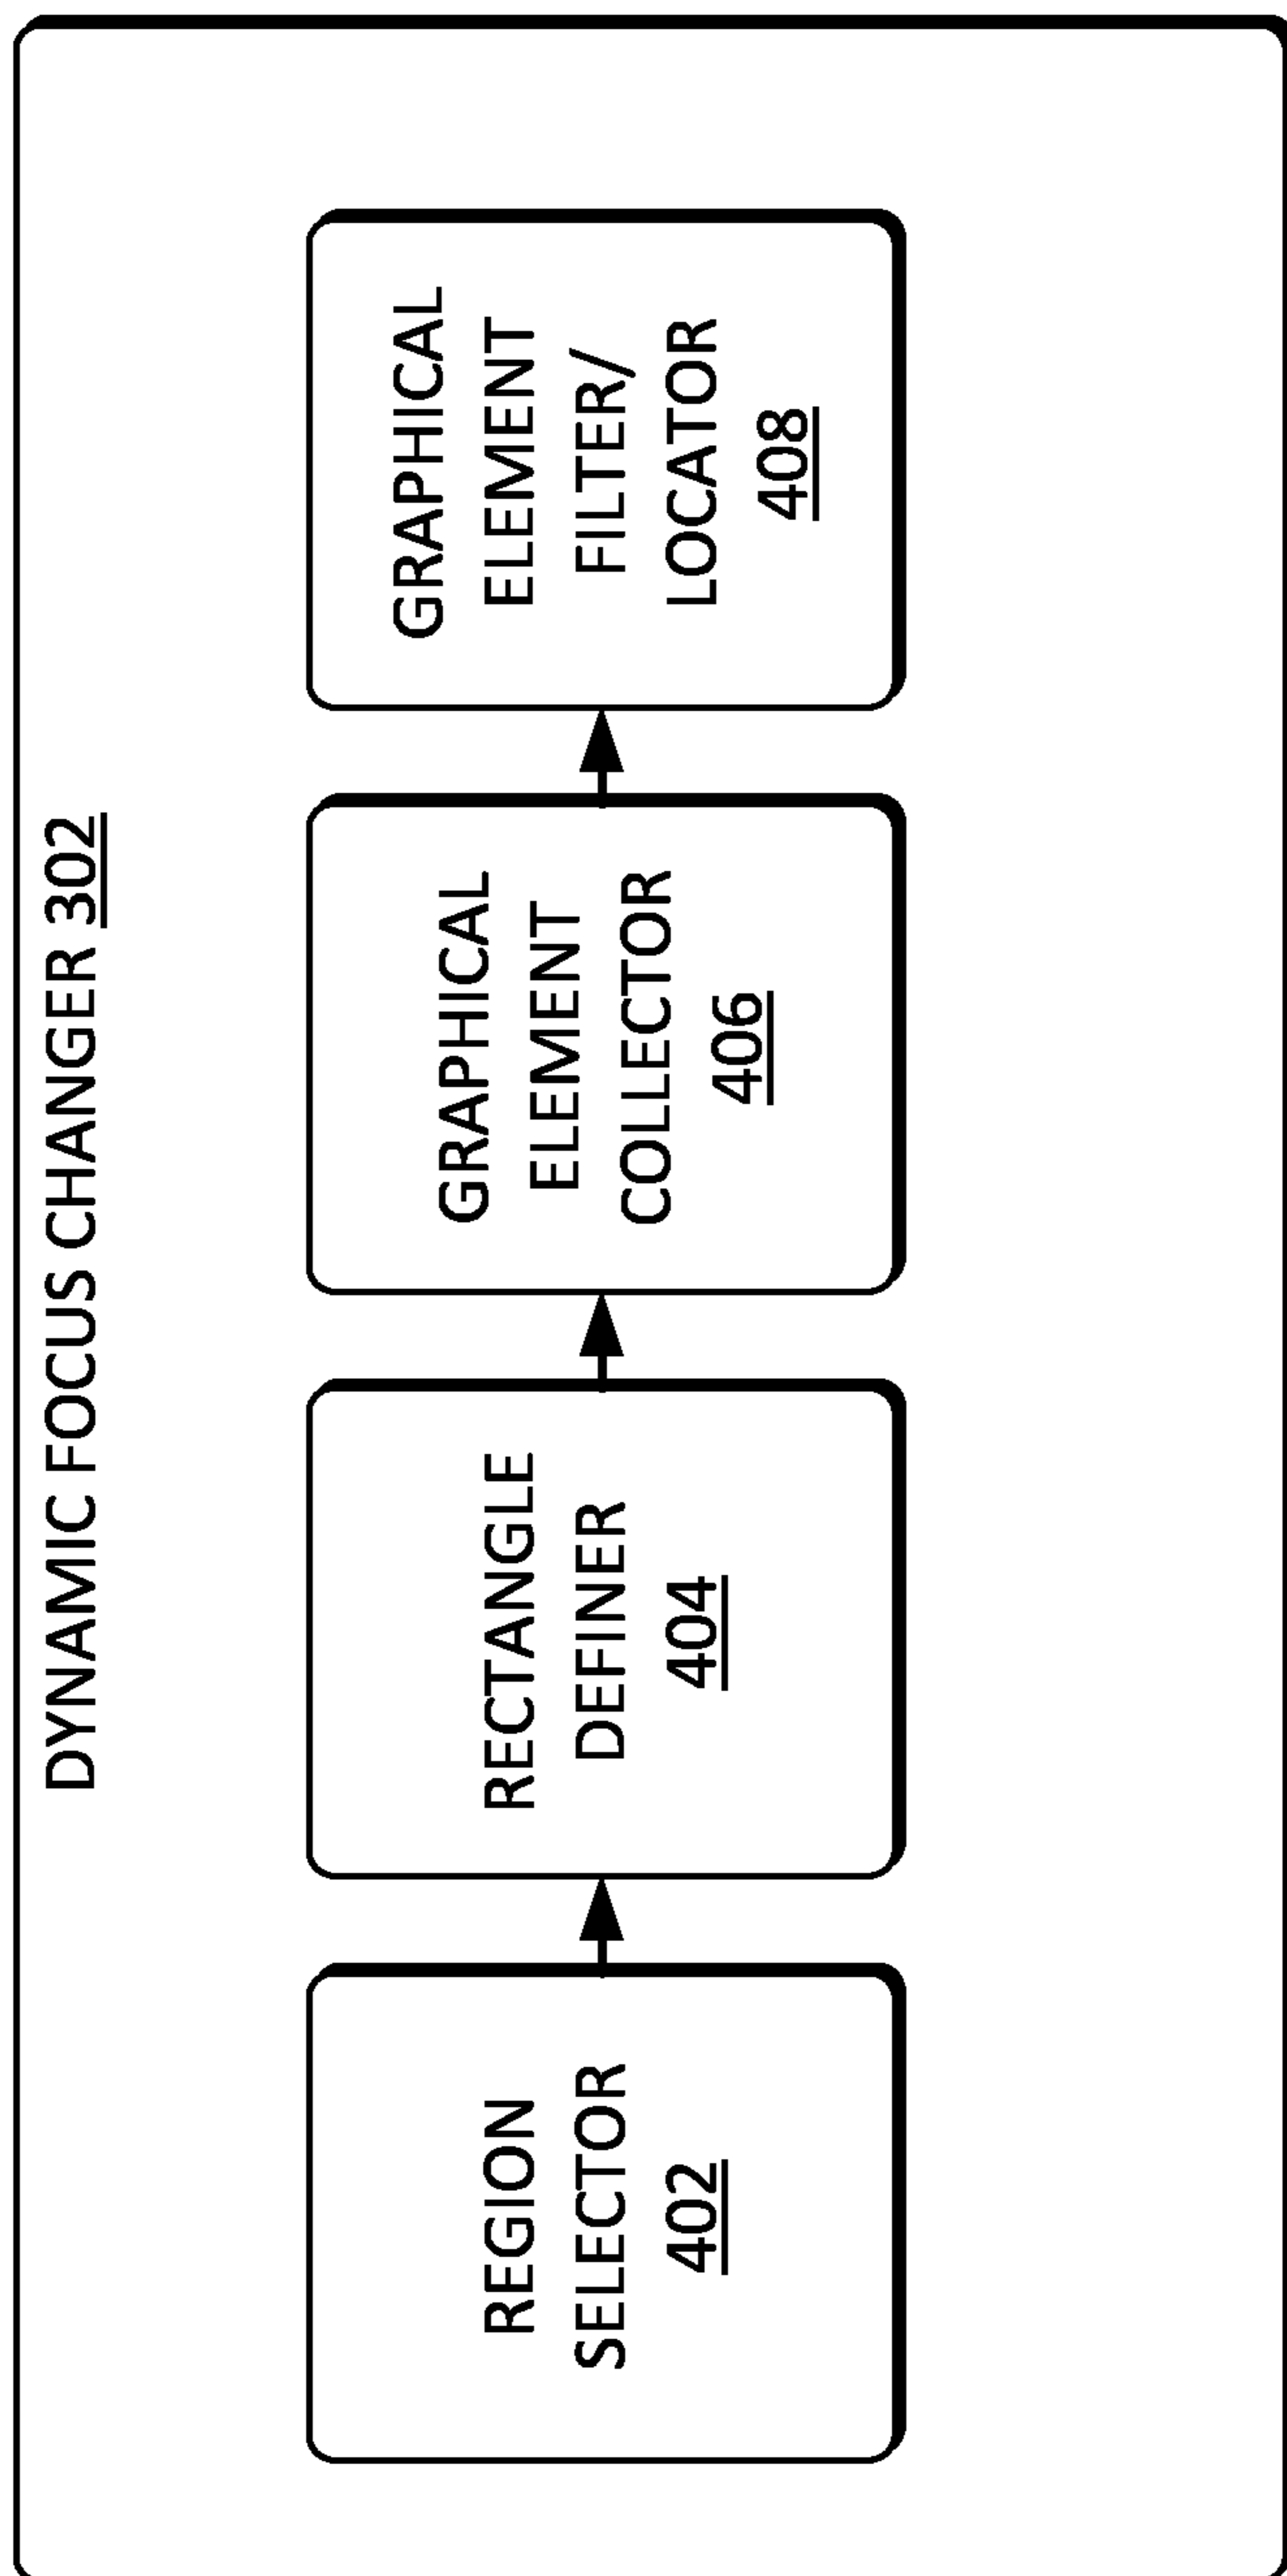 DYNAMIC FOCUS CHANGER 302
REGION
SELECTOR
402
RECTANGLE
DEFINER
404
GRAPHICAL
ELEMENT
COLLECTOR
406
GRAPHICAL
ELEMENT
FILTER/
LOCATOR
408